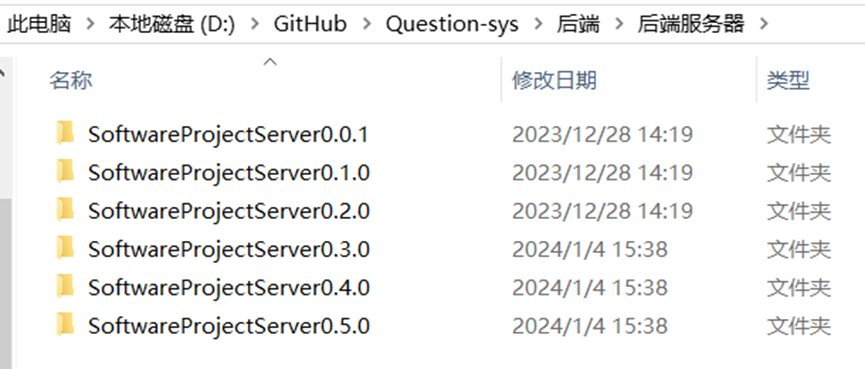 此电脑 > 本地磁盘 (D:) > GitHub > Question-sys > 后端 > 后端服务器 >
名称 修改日期 类型
SoftwareProjectServer0.0.1 2023/12/28 14:19 文件夹
SoftwareProjectServer0.1.0 2023/12/28 14:19 文件夹
SoftwareProjectServer0.2.0 2023/12/28 14:19 文件夹
SoftwareProjectServer0.3.0 2024/1/4 15:38 文件夹
SoftwareProjectServer0.4.0 2024/1/4 15:38 文件夹
SoftwareProjectServer0.5.0 2024/1/4 15:38 文件夹